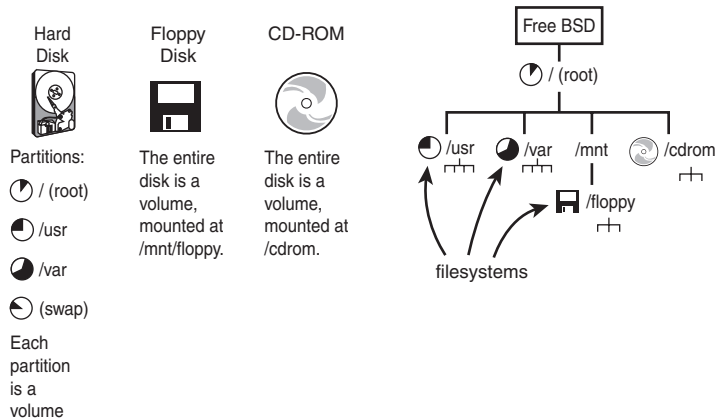 Hard
Disk
Partitions:
/ (root)
/usr
/var
(swap)
Each
partition
is a
volume
Floppy
Disk
The entire
disk is a
volume,
mounted at
/mnt/floppy.
CD-ROM
The entire
disk is a
volume,
mounted at
/cdrom.
Free BSD
/ (root)
/usr
/var
/mnt
/cdrom
/floppy
filesystems